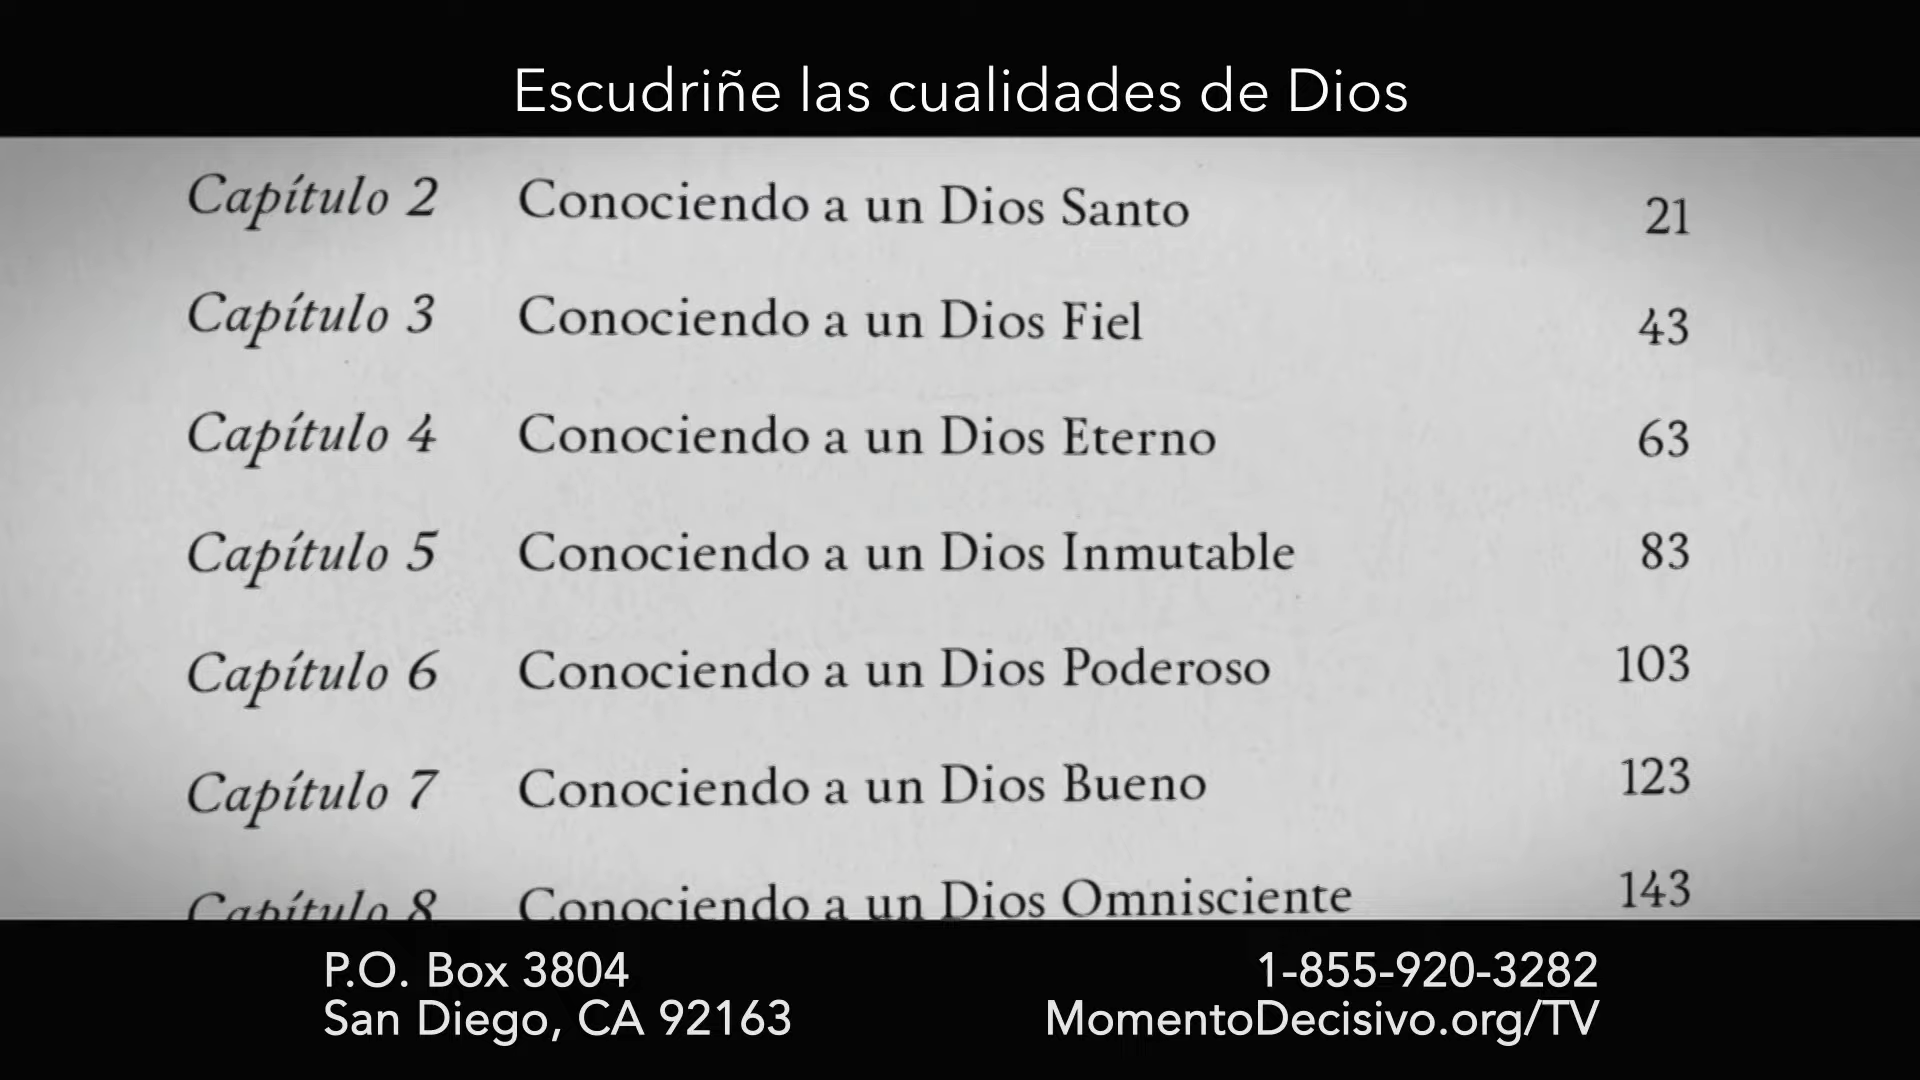 Escudriñe las cualidades de Dios
Capítulo 2 Conociendo a un Dios Santo 21
Capítulo 3 Conociendo a un Dios Fiel 43
Capítulo 4 Conociendo a un Dios Eterno 63
Capítulo 5 Conociendo a un Dios Inmutable 83
Capítulo 6 Conociendo a un Dios Poderoso 103
Capítulo 7 Conociendo a un Dios Bueno 123
Capítulo 8 Conociendo a un Dios Omnisciente 143
P.O. Box 3804
San Diego, CA 92163
1-855-920-3282
MomentoDecisivo.org/TV